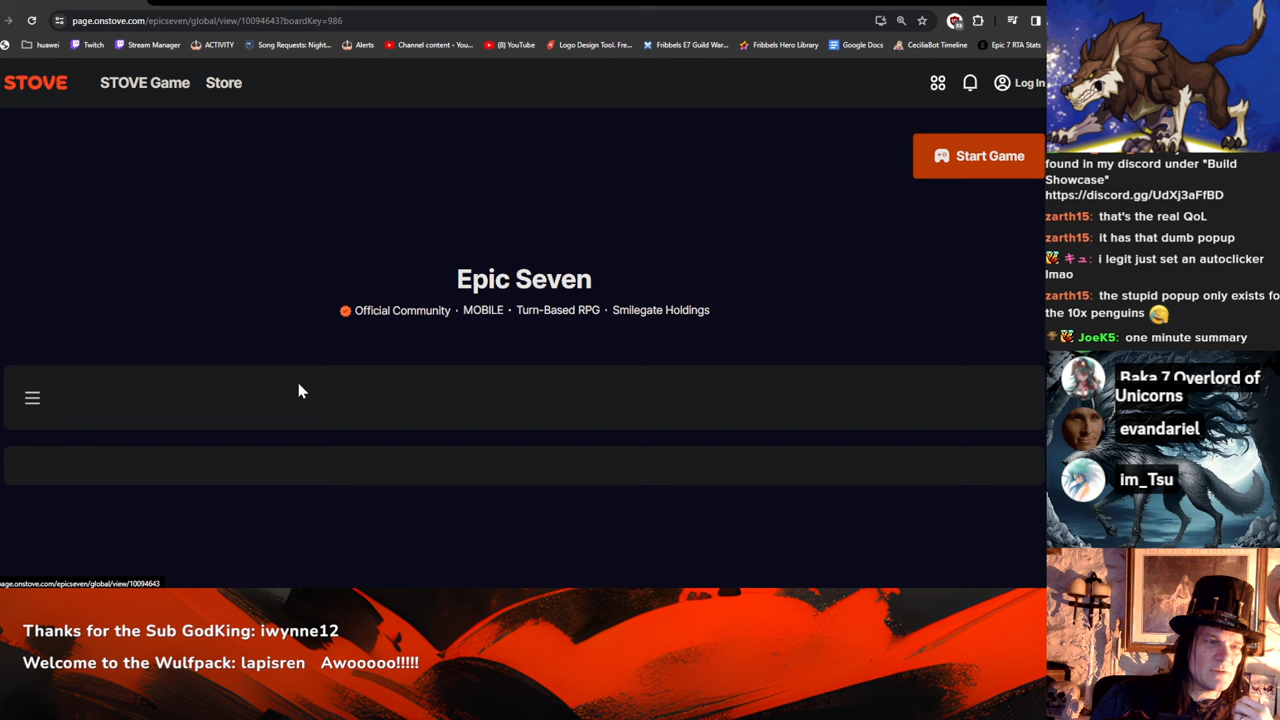 page.onstove.com/epicseven/global/view/10094643?boardKey=986
huawei Twitch Stream Manager ACTIVITY Song Requests: Night... Alerts Channel content - You... (8) YouTube Logo Design Tool. Fre... Fribbels E7 Guild War... Fribbels Hero Library Google Docs CeciliaBot Timeline Epic 7 RTA Stats
STOVE STOVE Game Store Log In
Start Game
Epic Seven
Official Community · MOBILE · Turn-Based RPG · Smilegate Holdings
page.onstove.com/epicseven/global/view/10094643
Thanks for the Sub GodKing: iwynne12
Welcome to the Wulfpack: lapisren Awooooo!!!!!
found in my discord under "Build
Showcase"
https://discord.gg/UdXj3aFfBD
zarth15: that's the real QoL
zarth15: it has that dumb popup
キュ: i legit just set an autoclicker
lmao
zarth15: the stupid popup only exists for
the 10x penguins
JoeK5: one minute summary
Baka 7 Overlord of
Unicorns
evandariel
im_Tsu